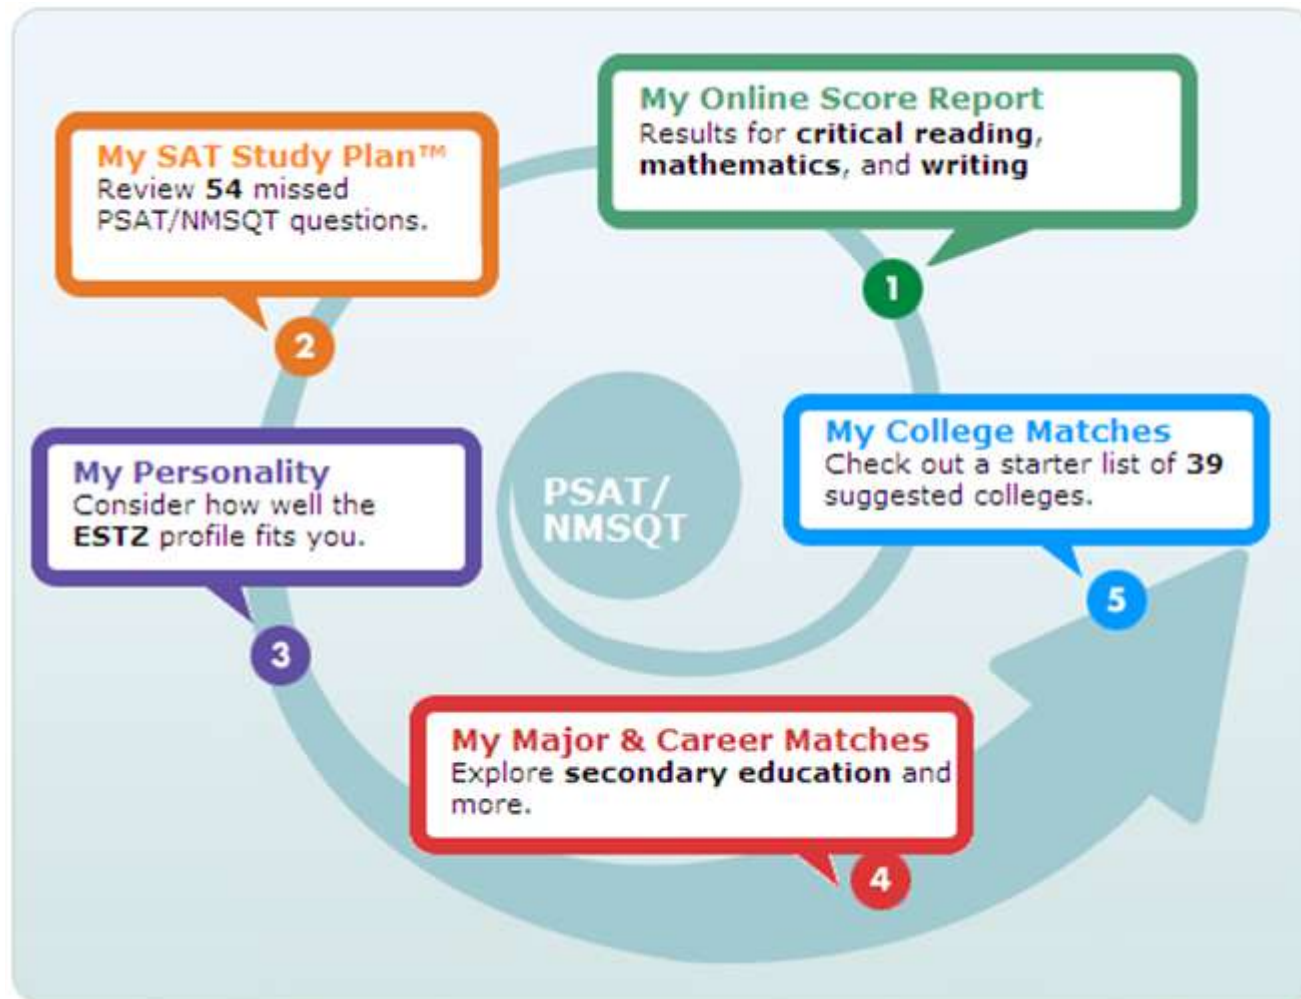 My Online Score Report
Results for critical reading,
mathematics, and writing
1
My SAT Study Plan™
Review 54 missed
PSAT/NMSQT questions.
2
My Personality
Consider how well the
ESTZ profile fits you.
3
PSAT/
NMSQT
My Major & Career Matches
Explore secondary education and
more.
4
My College Matches
Check out a starter list of 39
suggested colleges.
5